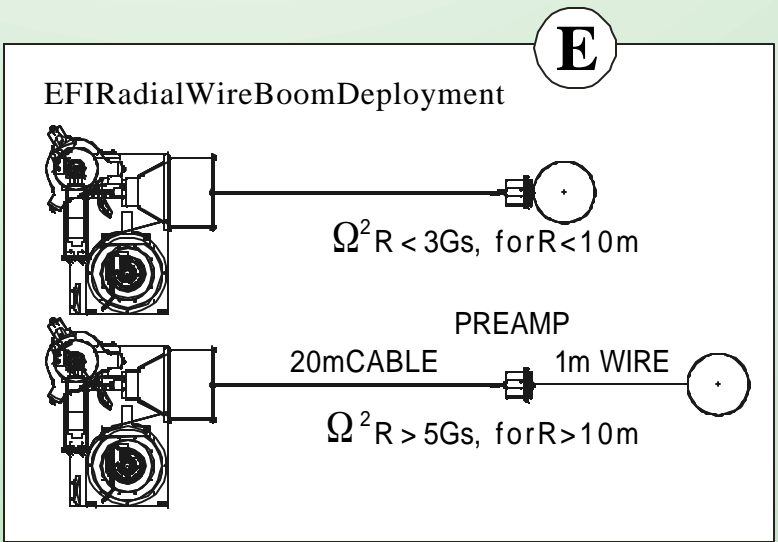 E
EFIRadialWireBoomDeployment
Ω²R < 3Gs, forR<10m
PREAMP
20mCABLE 1m WIRE
Ω²R > 5Gs, forR>10m